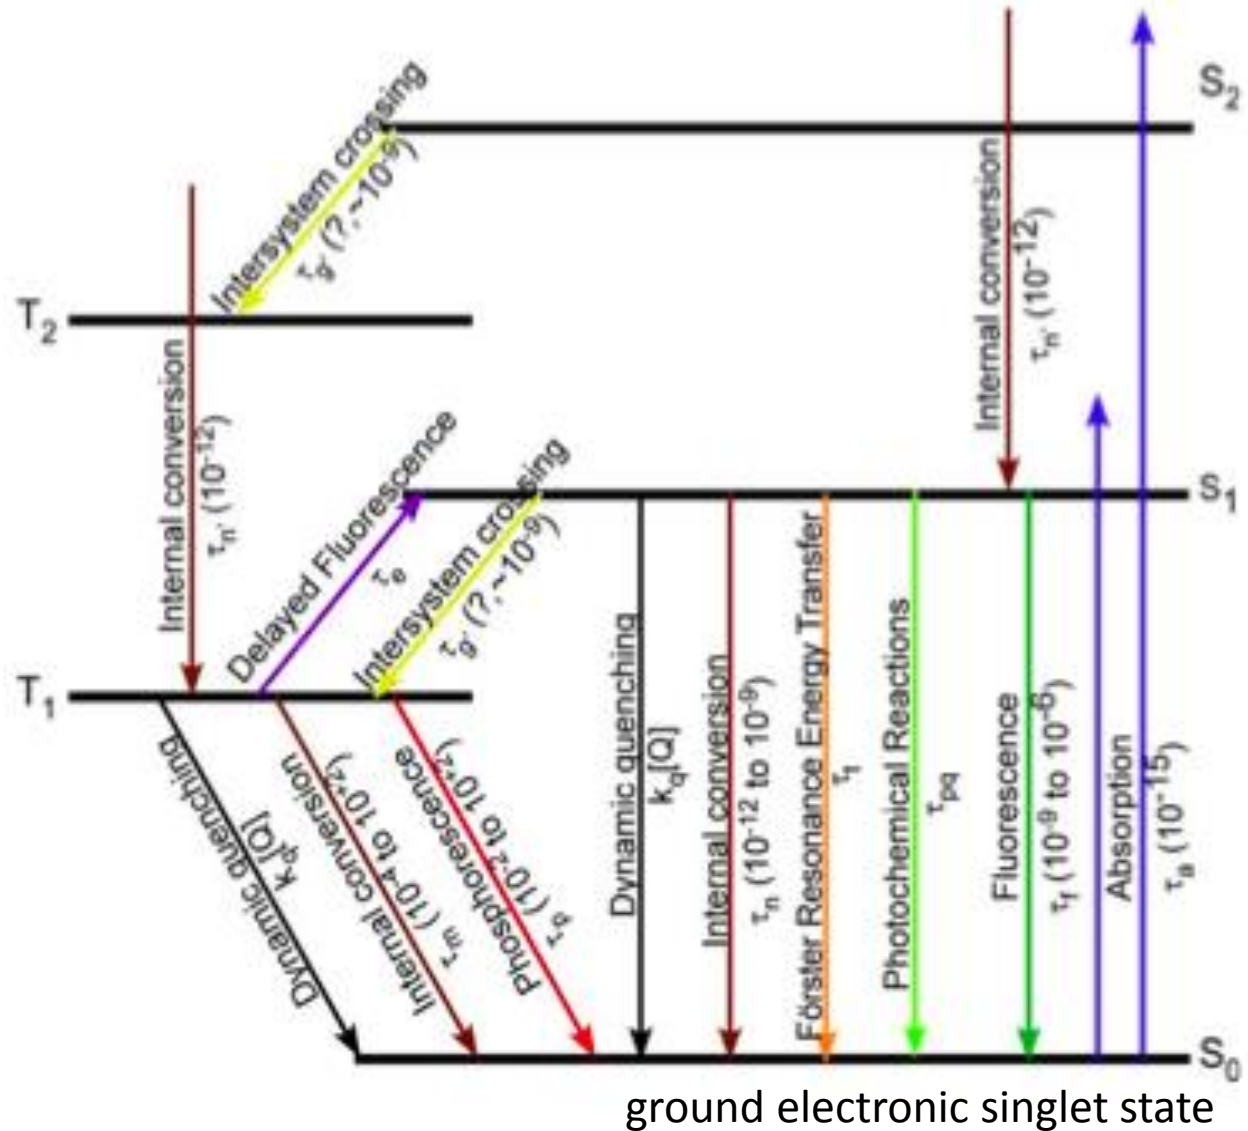 S₂
Intersystem crossing
τg' (?,~10⁻⁹)
Internal conversion
τn' (10⁻¹²)
T₂
Internal conversion
τn' (10⁻¹²)
S₁
Delayed Fluorescence
τe
Intersystem crossing
τg' (?,~10⁻⁹)
T₁
Dynamic quenching
kq[Q]
Internal conversion
τm (10-4 to 10⁺²)
Phosphorescence
τp (10⁻² to 10⁺²)
Dynamic quenching
kq[Q]
Internal conversion
τn (10⁻¹² to 10⁻⁹)
Förster Resonance Energy Transfer
Photochemical Reactions
τpq
Fluorescence
τf (10⁻⁹ to 10⁻⁶)
Absorption
τa (10⁻¹⁵)
S₀
ground electronic singlet state